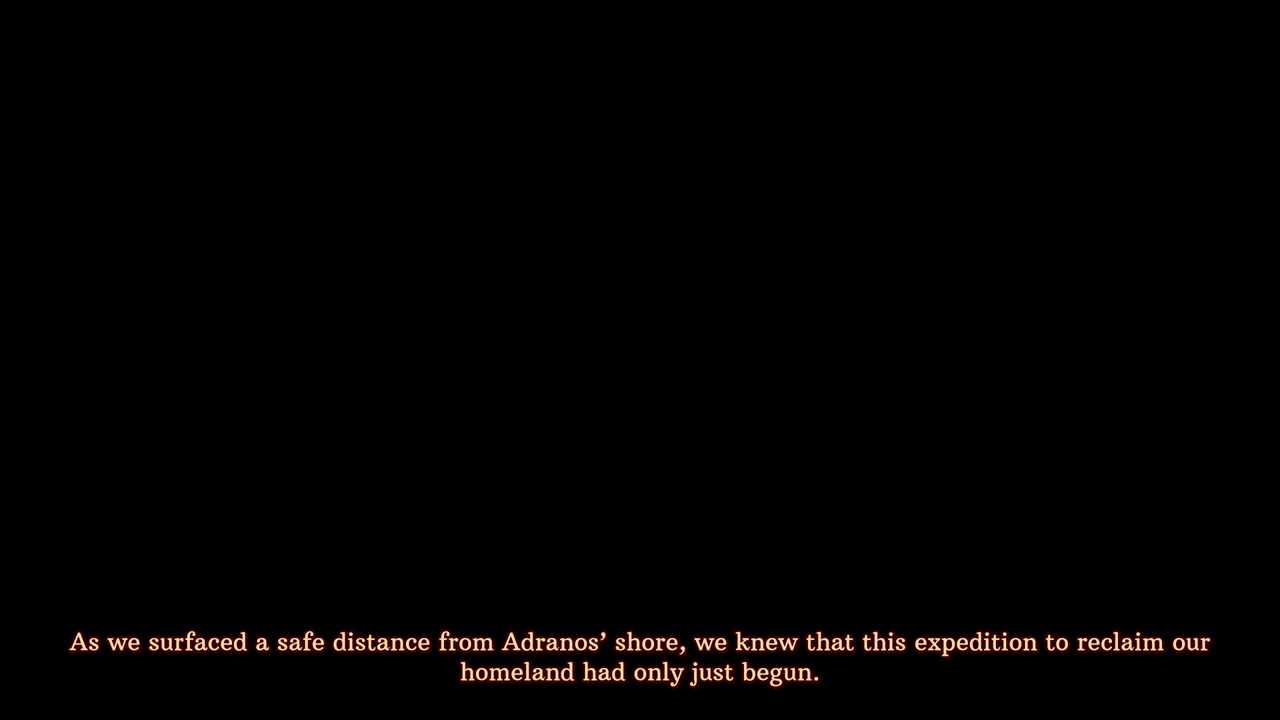 As we surfaced a safe distance from Adranos’ shore, we knew that this expedition to reclaim our
homeland had only just begun.